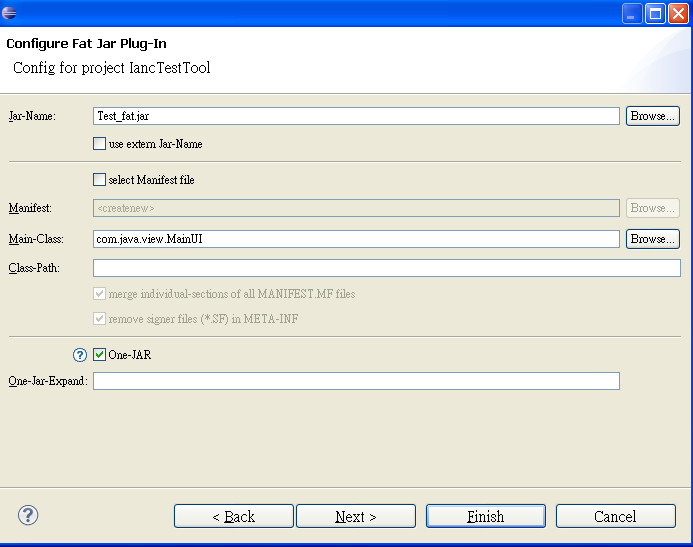 Configure Fat Jar Plug-In
Config for project IancTestTool
Jar-Name: Test_fat.jar Browse...
use extern Jar-Name
select Manifest file
Manifest: <createnew> Browse...
Main-Class: com.java.view.MainUI Browse...
Class-Path:
merge individual-sections of all MANIFEST.MF files
remove signer files (*.SF) in META-INF
? One-JAR
One-Jar-Expand:
? < Back Next > Finish Cancel